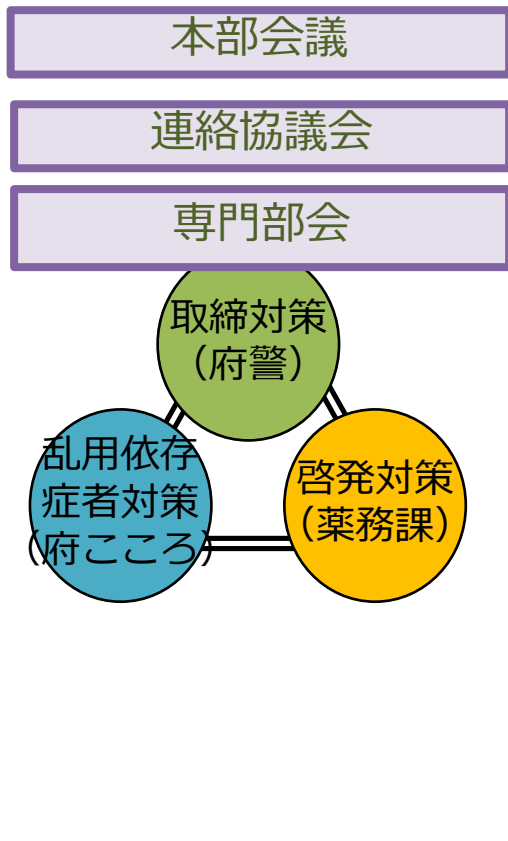 本部会議
連絡協議会
専門部会
取締対策
（府警）
乱用依存
症者対策
（府こころ）
啓発対策
（薬務課）